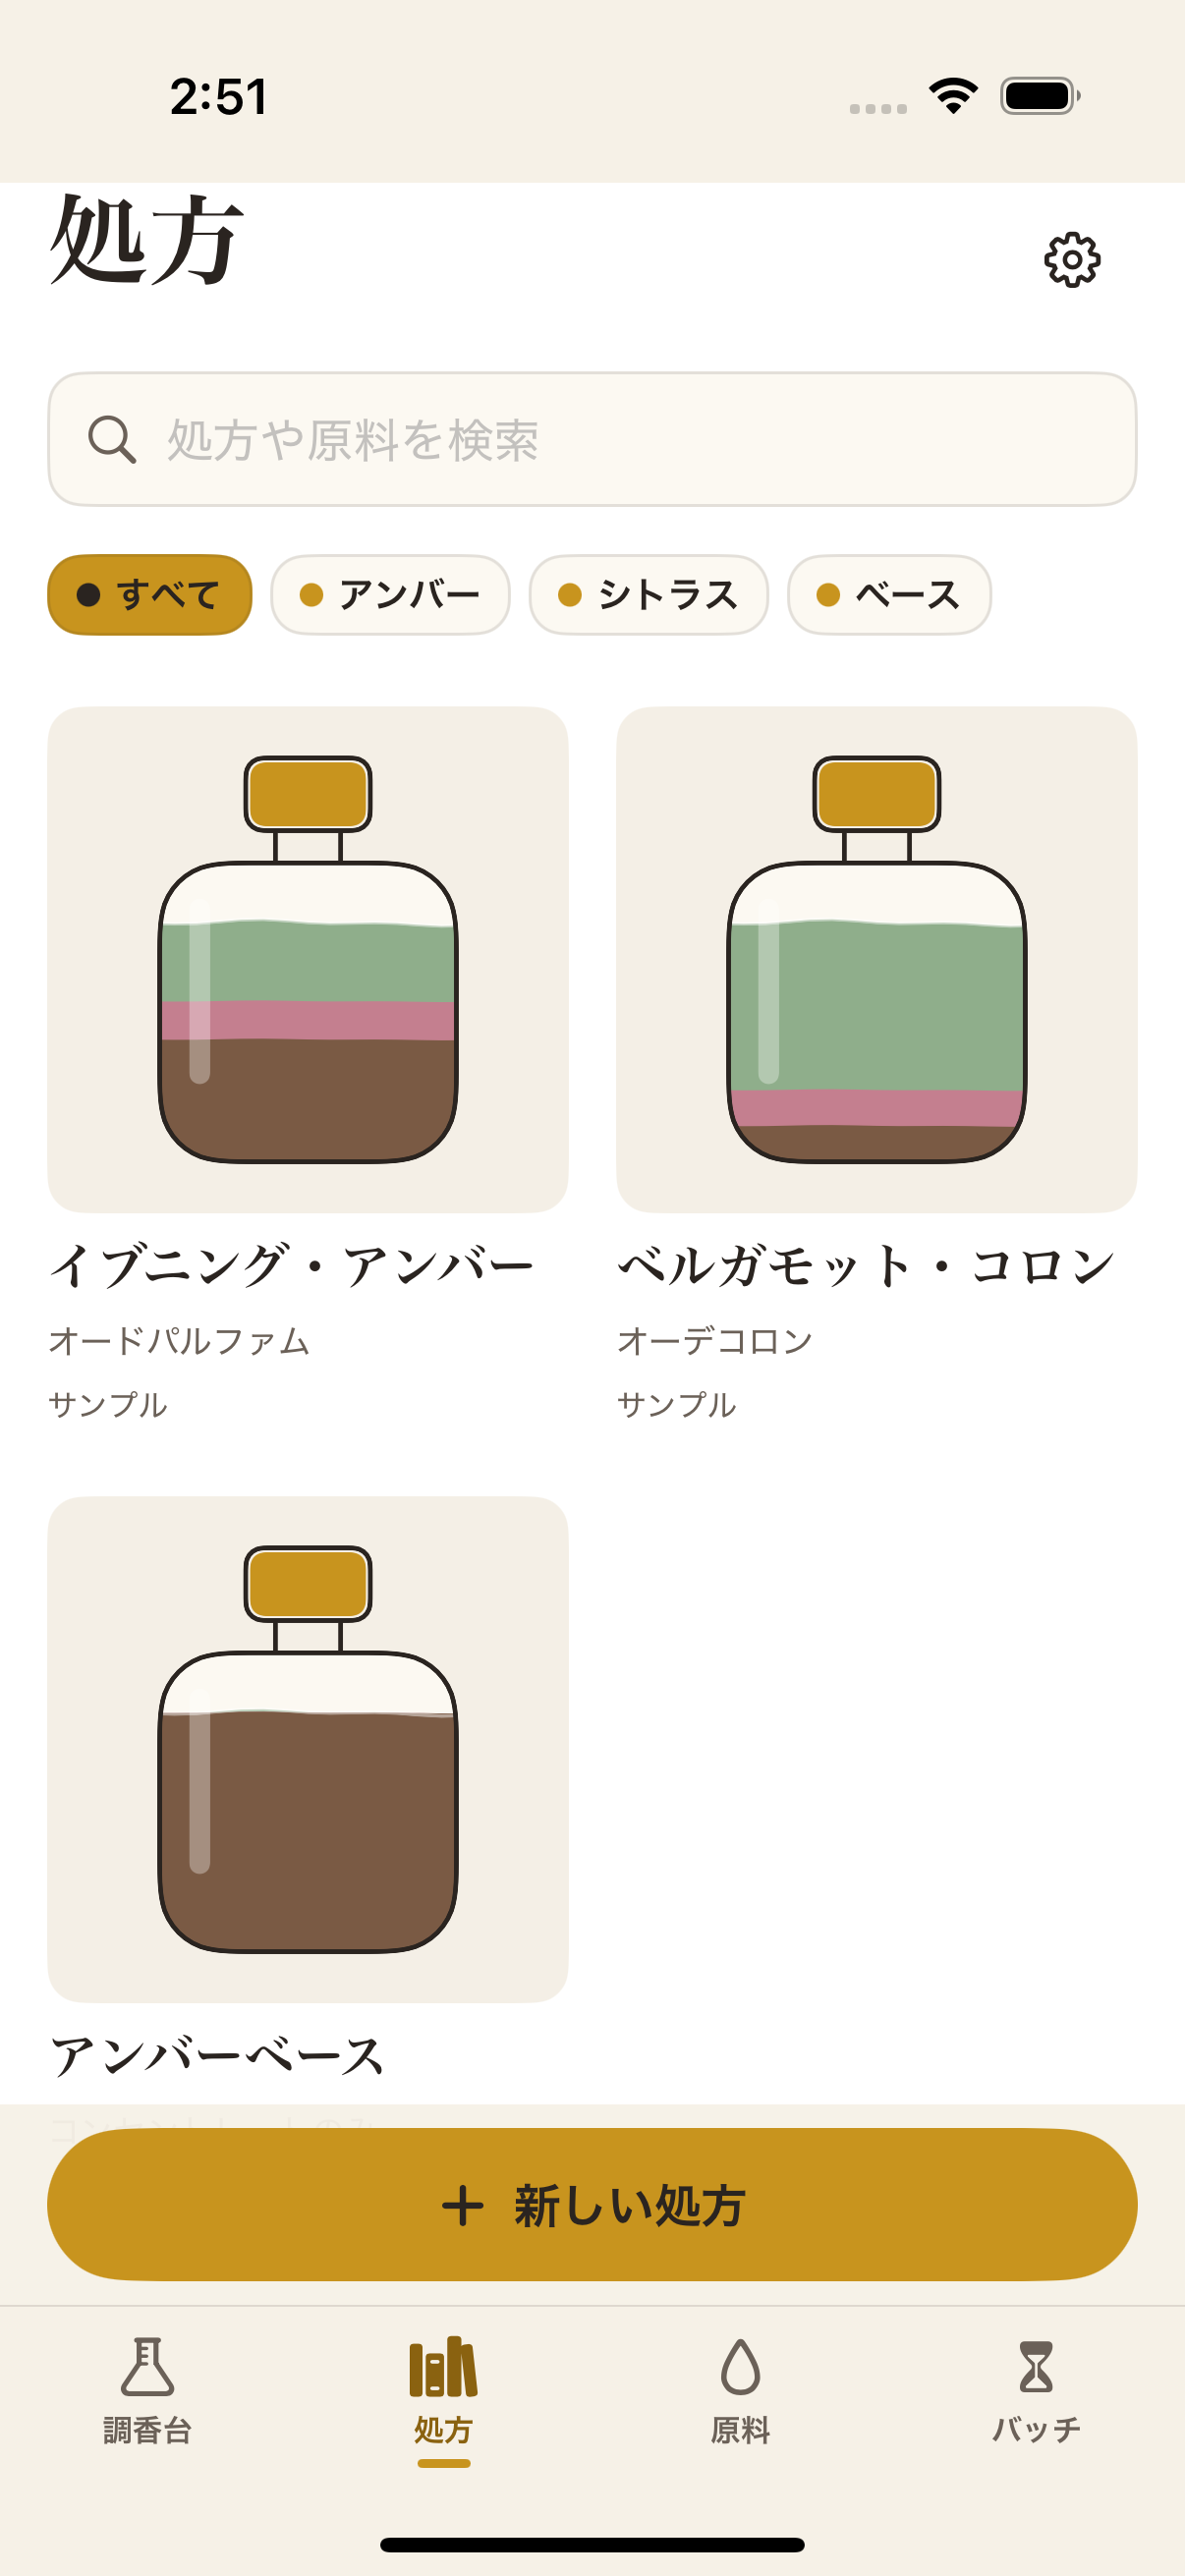 2:51
処方
処方や原料を検索
すべて
アンバー
シトラス
ベース
イブニング・アンバー
オードパルファム
サンプル
ベルガモット・コロン
オーデコロン
サンプル
アンバーベース
新しい処方
調香台
処方
原料
バッチ